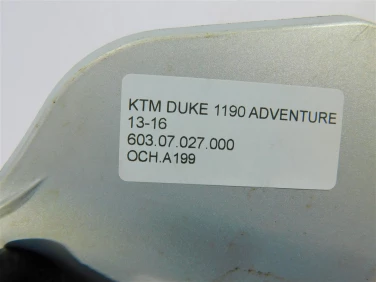 KTM DUKE 1190 ADVENTURE
13-16
603.07.027.000
OCH.A199